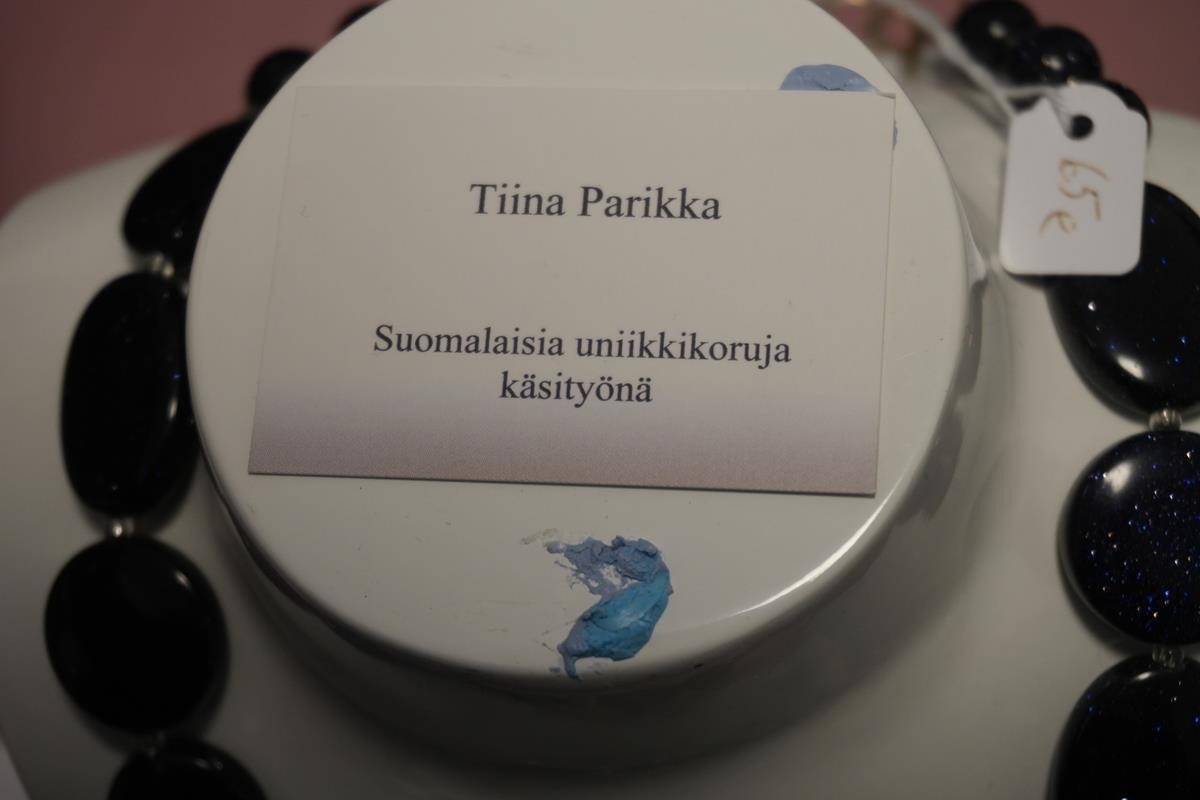 Tiina Parikka
Suomalaisia uniikkikoruja
käsityönä
65e